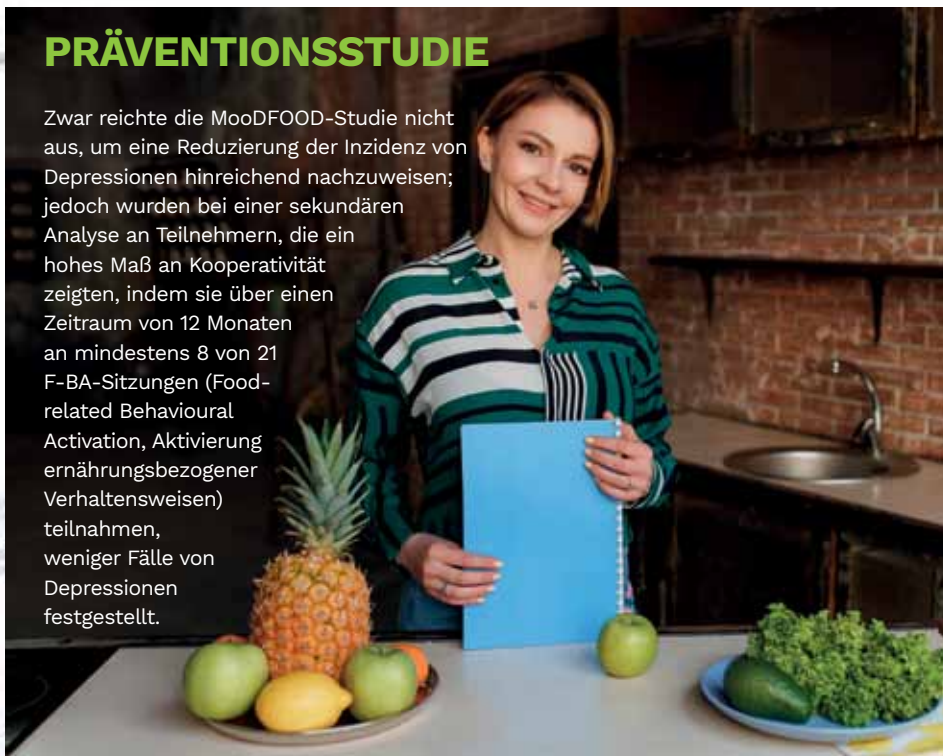 PRÄVENTIONSSTUDIE
Zwar reichte die MooDFOOD-Studie nicht
aus, um eine Reduzierung der Inzidenz von
Depressionen hinreichend nachzuweisen;
jedoch wurden bei einer sekundären
Analyse an Teilnehmern, die ein
hohes Maß an Kooperativität
zeigten, indem sie über einen
Zeitraum von 12 Monaten
an mindestens 8 von 21
F-BA-Sitzungen (Food-
related Behavioural
Activation, Aktivierung
ernährungsbezogener
Verhaltensweisen)
teilnahmen,
weniger Fälle von
Depressionen
festgestellt.